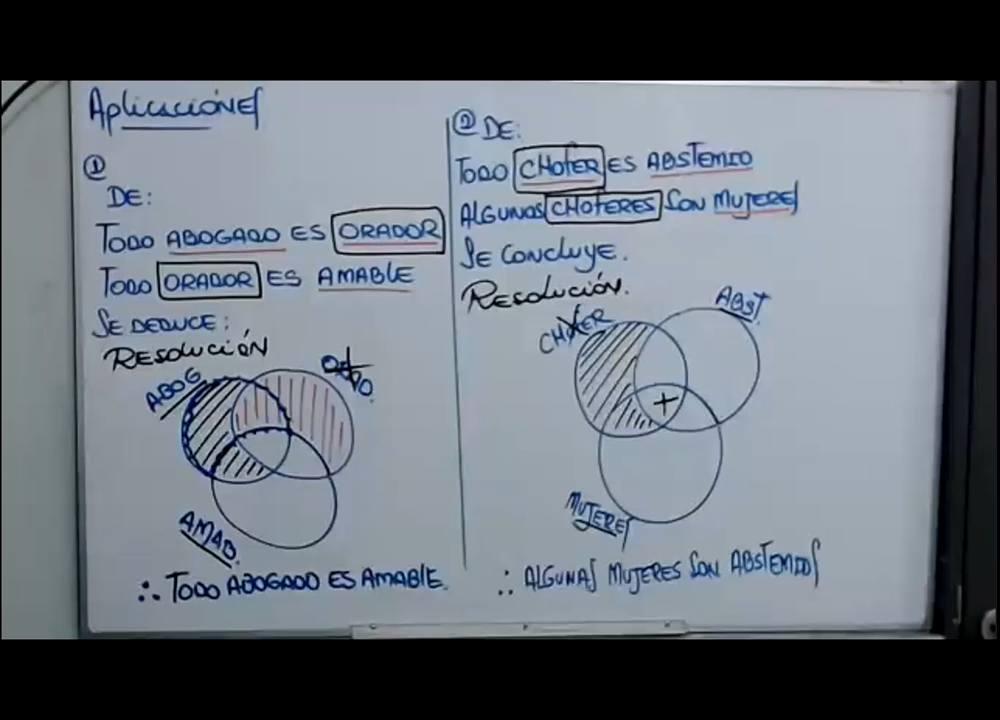 Aplicaciónes
①
DE:
TODO ABOGADO ES ORADOR
TODO ORADOR ES AMABLE
SE DEDUCE:
RESOLUCIÓN
ABOG
AMAB.
∴ TODO ABOGADO ES AMABLE.
② DE:
TODO CHOFER ES ABSTEMIO
ALGUNOS CHOFERES SON MUJERES
SE CONCLUYE.
RESOLUCIÓN.
CHOFER
ABST.
+
MUJERES
∴ ALGUNAS MUJERES SON ABSTEMIOS